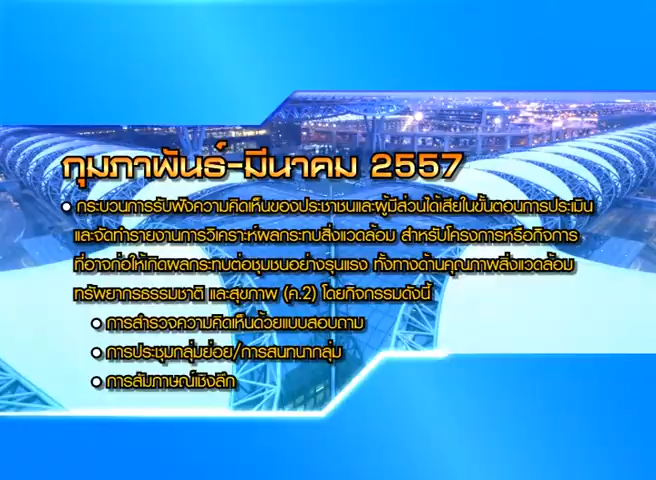 กุมภาพันธ์-มีนาคม 2557
• กระบวนการรับฟังความคิดเห็นของประชาชนและผู้มีส่วนได้เสียในขั้นตอนการประเมิน
และจัดทำรายงานการวิเคราะห์ผลกระทบสิ่งแวดล้อม สำหรับโครงการหรือกิจการ
ที่อาจก่อให้เกิดผลกระทบต่อชุมชนอย่างรุนแรง ทั้งทางด้านคุณภาพสิ่งแวดล้อม
ทรัพยากรธรรมชาติ และสุขภาพ (ค.2) โดยกิจกรรมดังนี้
• การสำรวจความคิดเห็นด้วยแบบสอบถาม
• การประชุมกลุ่มย่อย/การสนทนากลุ่ม
• การสัมภาษณ์เชิงลึก